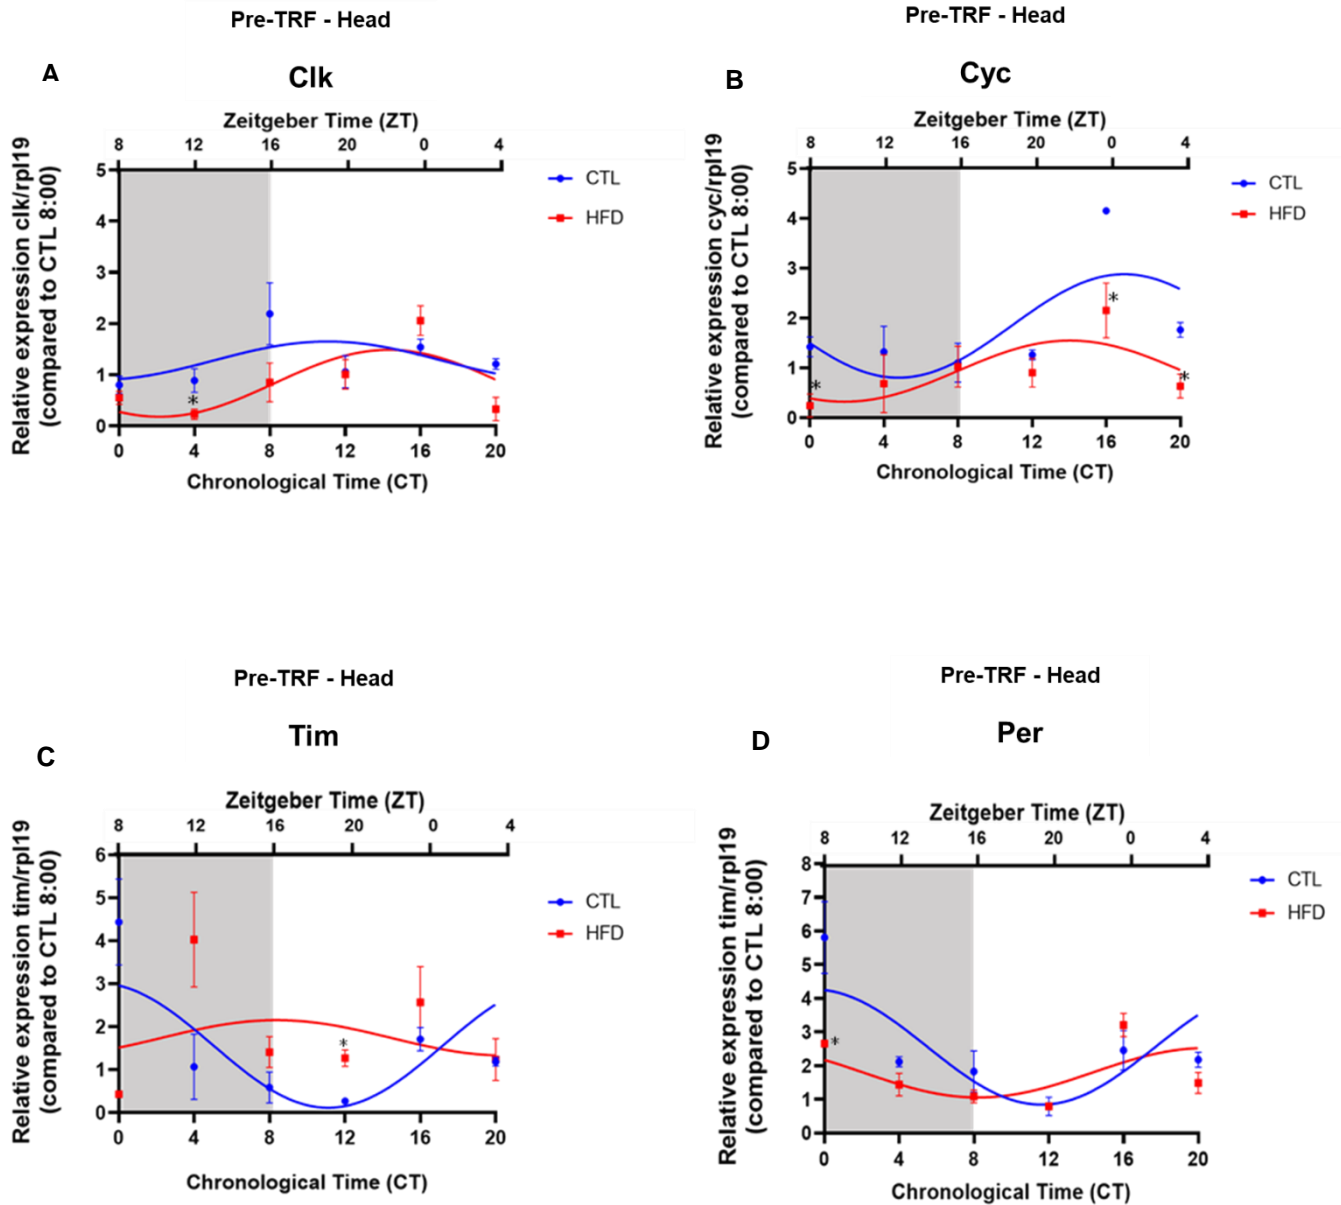 Pre-TRF - Head
A
Clk
Zeitgeber Time (ZT)
8 12 16 20 0 4
Relative expression clk/rpl19
(compared to CTL 8:00)
5
4
3
2
1
0
*
CTL
HFD
0 4 8 12 16 20
Chronological Time (CT)
Pre-TRF - Head
B
Cyc
Zeitgeber Time (ZT)
8 12 16 20 0 4
Relative expression cyc/rpl19
(compared to CTL 8:00)
5
4
3
2
1
0
*
*
*
CTL
HFD
0 4 8 12 16 20
Chronological Time (CT)
Pre-TRF - Head
C
Tim
Zeitgeber Time (ZT)
8 12 16 20 0 4
Relative expression tim/rpl19
(compared to CTL 8:00)
6
5
4
3
2
1
0
*
CTL
HFD
0 4 8 12 16 20
Chronological Time (CT)
Pre-TRF - Head
D
Per
Zeitgeber Time (ZT)
8 12 16 20 0 4
Relative expression tim/rpl19
(compared to CTL 8:00)
8
7
6
5
4
3
2
1
0
*
CTL
HFD
0 4 8 12 16 20
Chronological Time (CT)